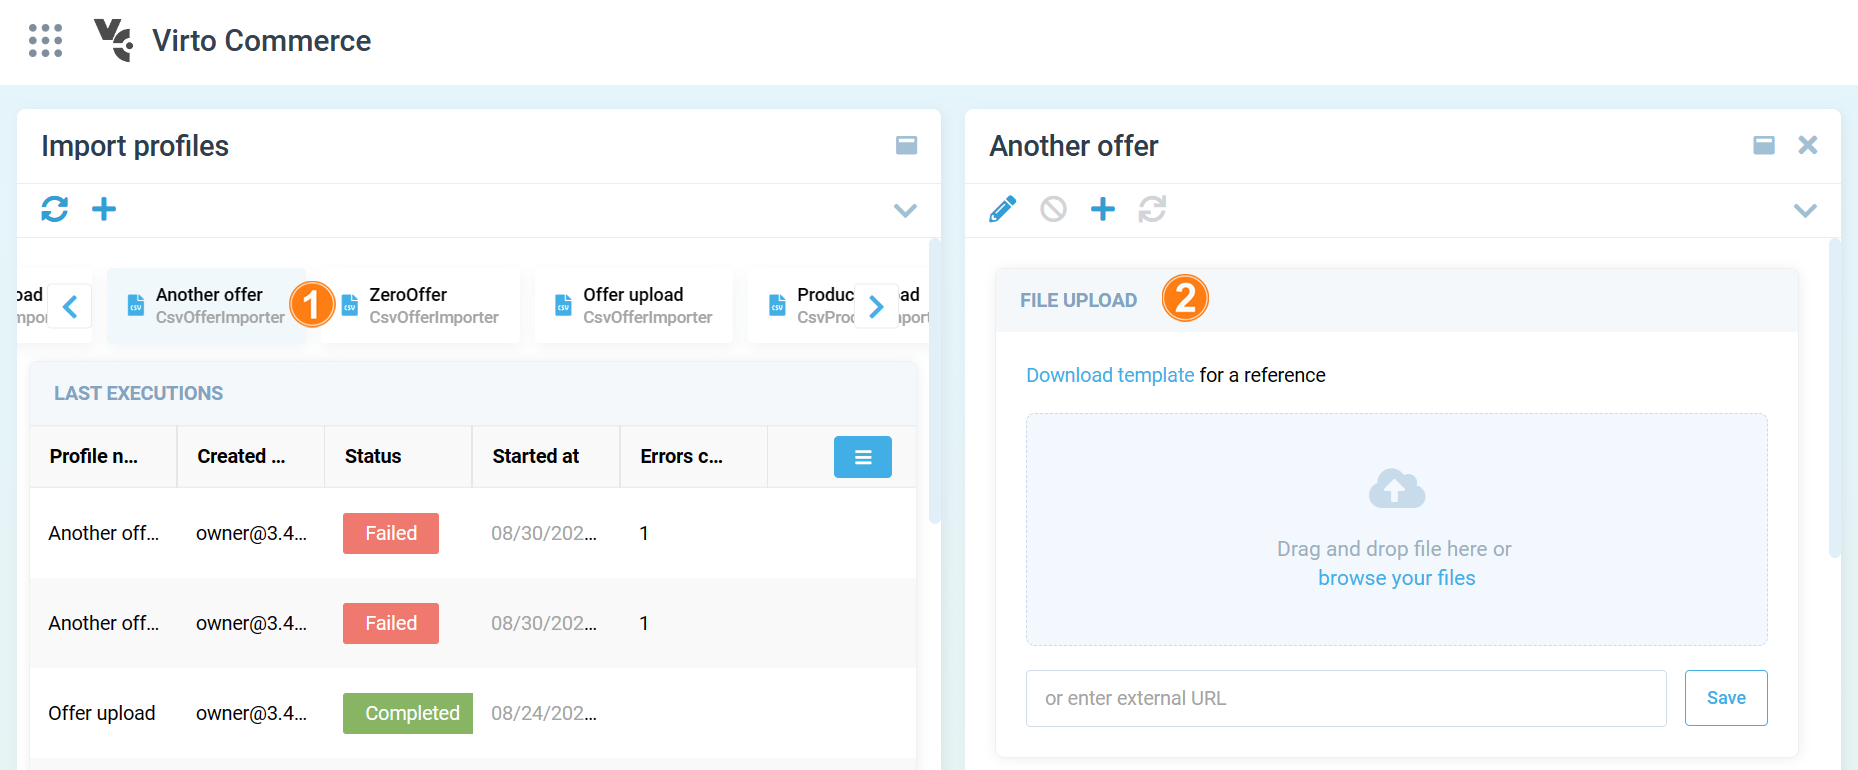 Virto Commerce
Import profiles
oad
mpor
Another offer
CsvOfferImporter
1
ZeroOffer
CsvOfferImporter
Offer upload
CsvOfferImporter
Produc
ad
CsvProd
mport
LAST EXECUTIONS
Profile n... Created ... Status Started at Errors c...
Another off... owner@3.4... Failed 08/30/202... 1
Another off... owner@3.4... Failed 08/30/202... 1
Offer upload owner@3.4... Completed 08/24/202...
Another offer
FILE UPLOAD 2
Download template for a reference
Drag and drop file here or
browse your files
or enter external URL Save